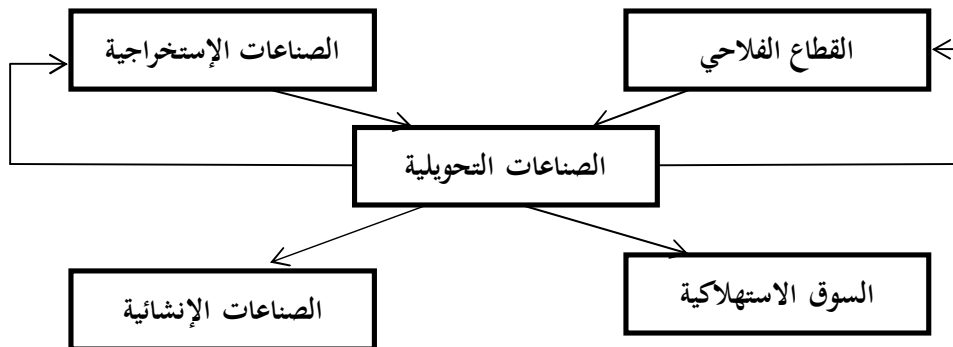 القطاع الفلاحي
الصناعات الإستخراجية
الصناعات التحويلية
السوق الاستهلاكية
الصناعات الإنشائية